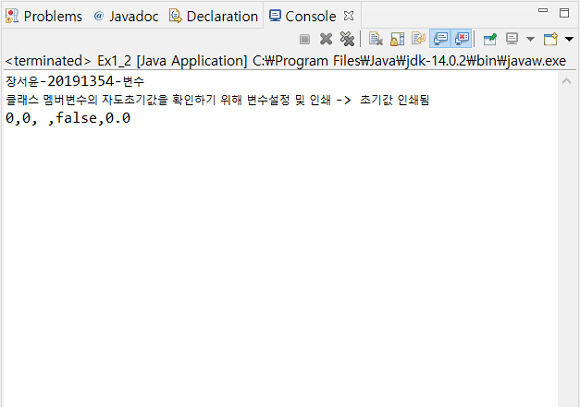 Problems @ Javadoc Declaration Console
<terminated> Ex1_2 [Java Application] C:₩Program Files₩Java₩jdk-14.0.2₩bin₩javaw.exe
장서윤-20191354-변수
클래스 멤버변수의 자도초기값을 확인하기 위해 변수설정 및 인쇄 -> 초기값 인쇄됨
0,0, ,false,0.0